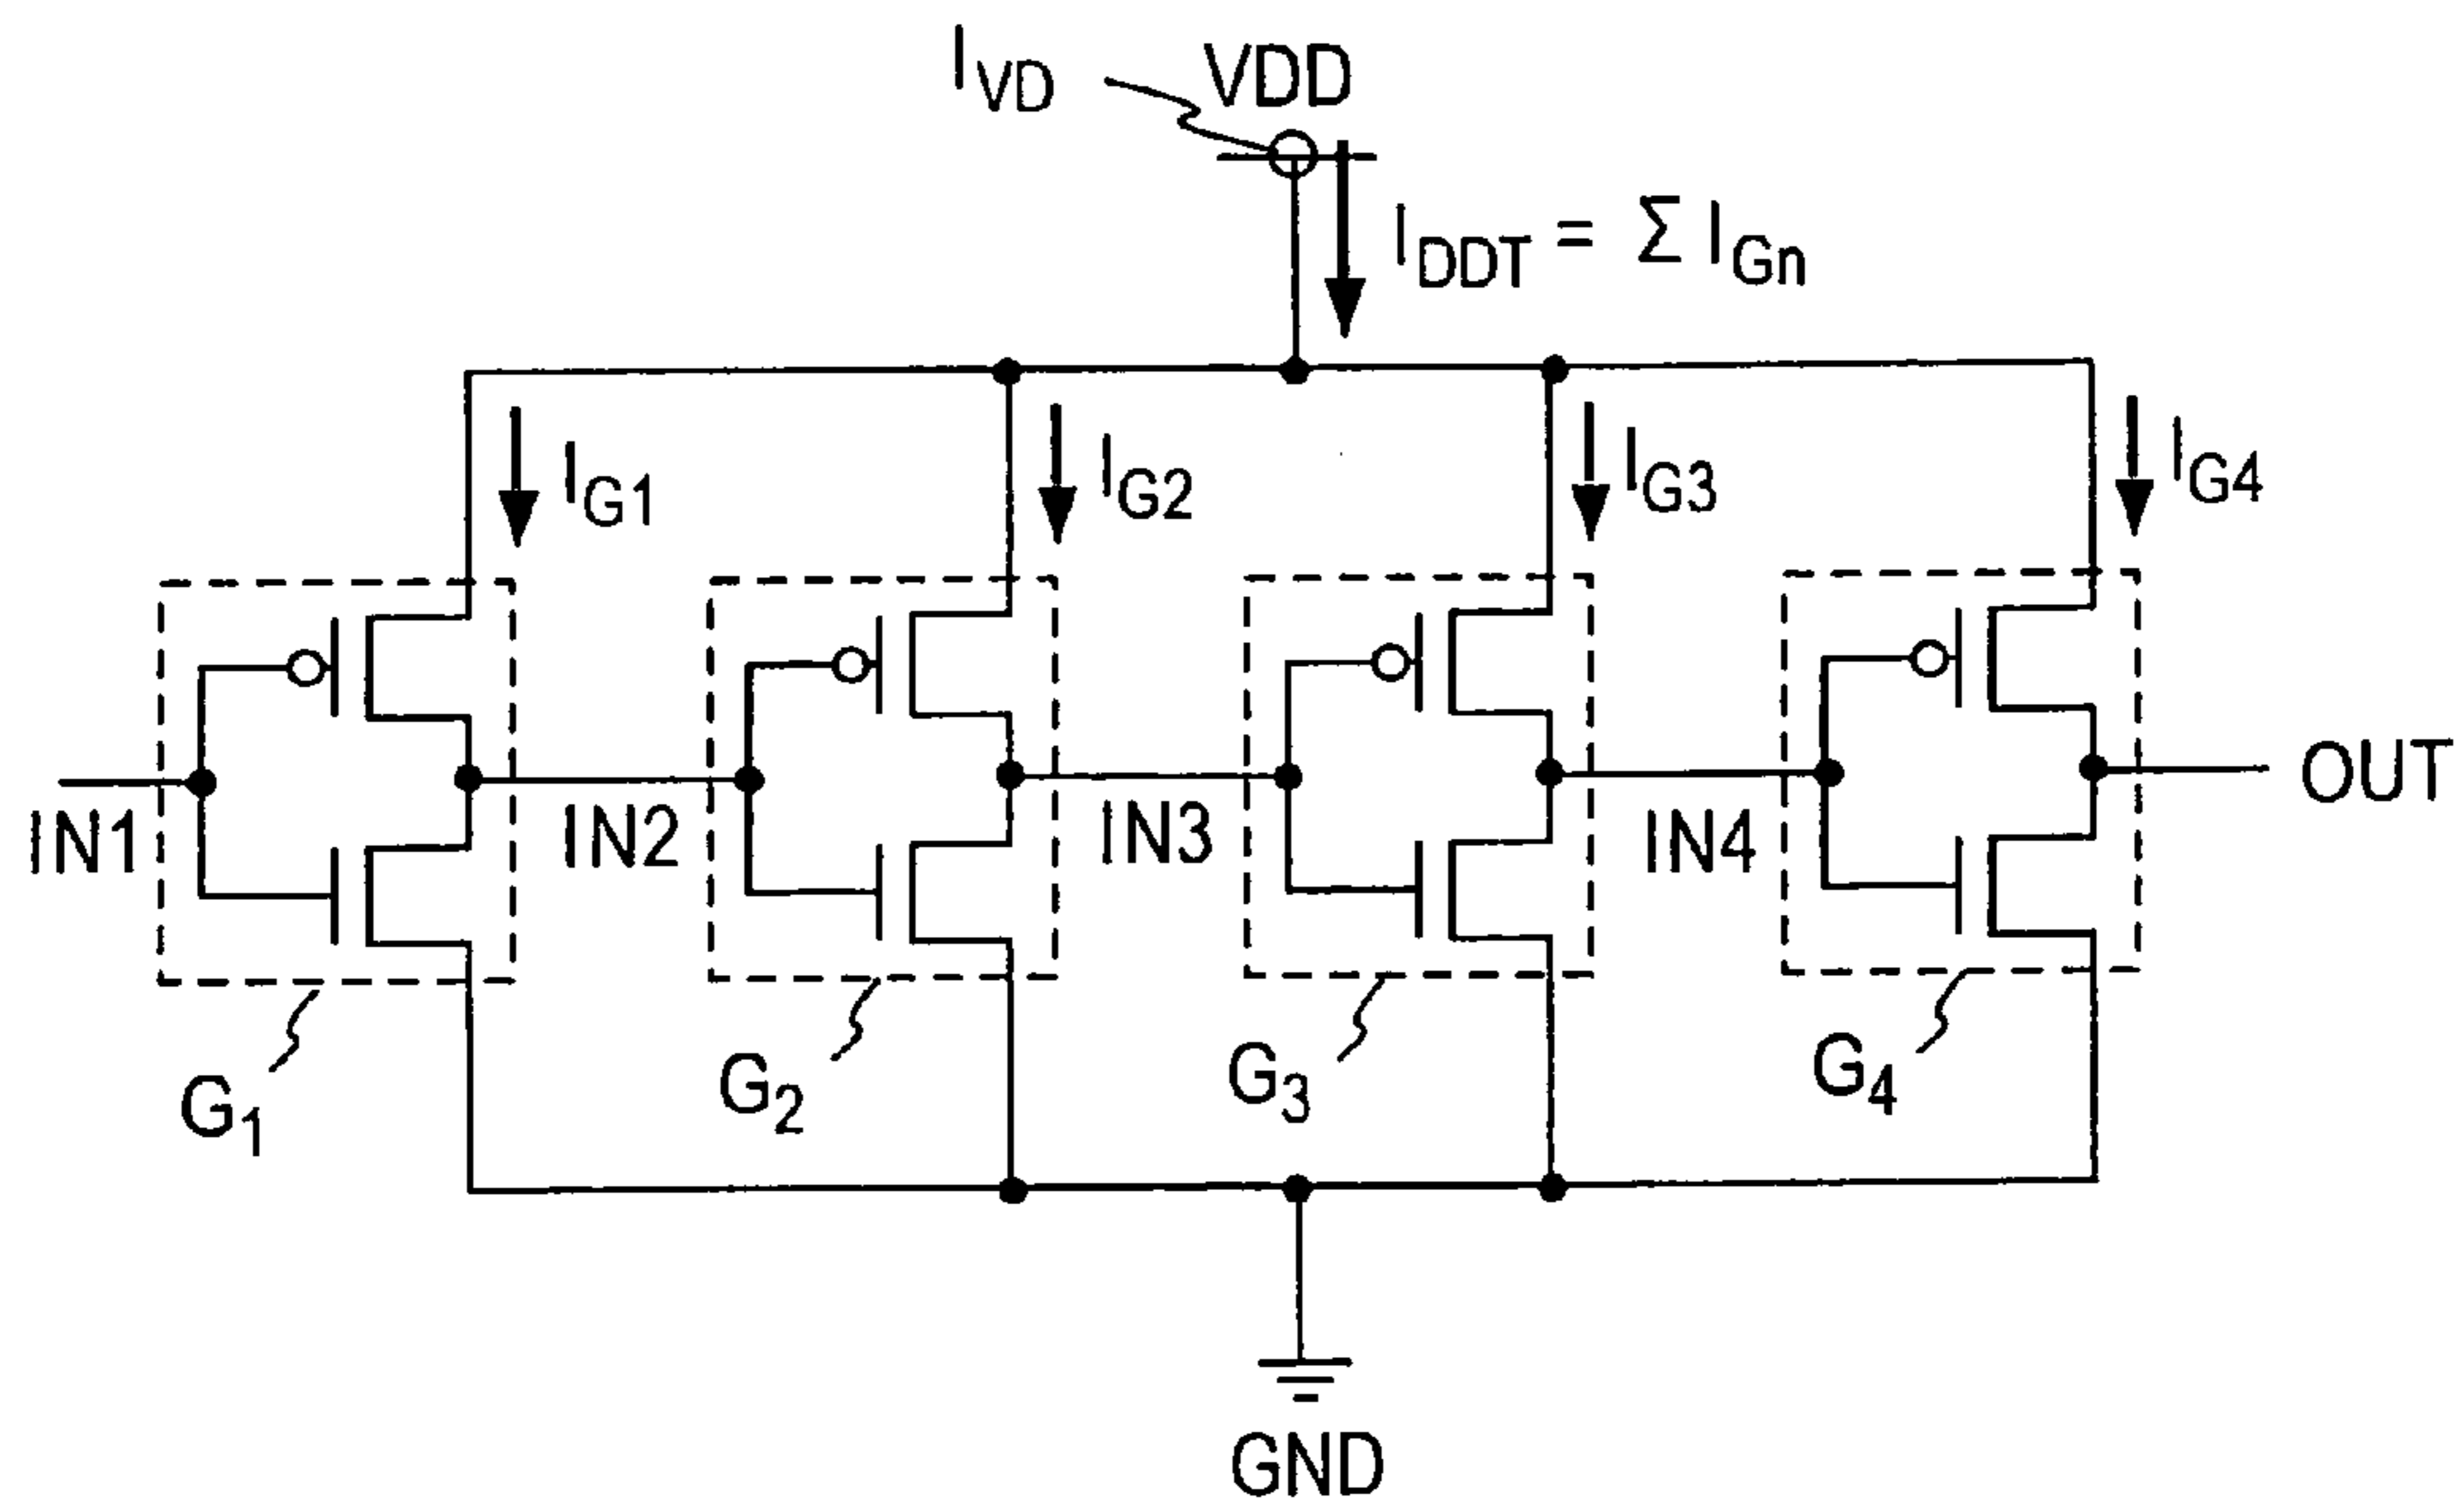 I_VD VDD
I_DDT = Σ I_Gn
I_G1 I_G2 I_G3 I_G4
IN1 IN2 IN3 IN4 OUT
G_1 G_2 G_3 G_4
GND